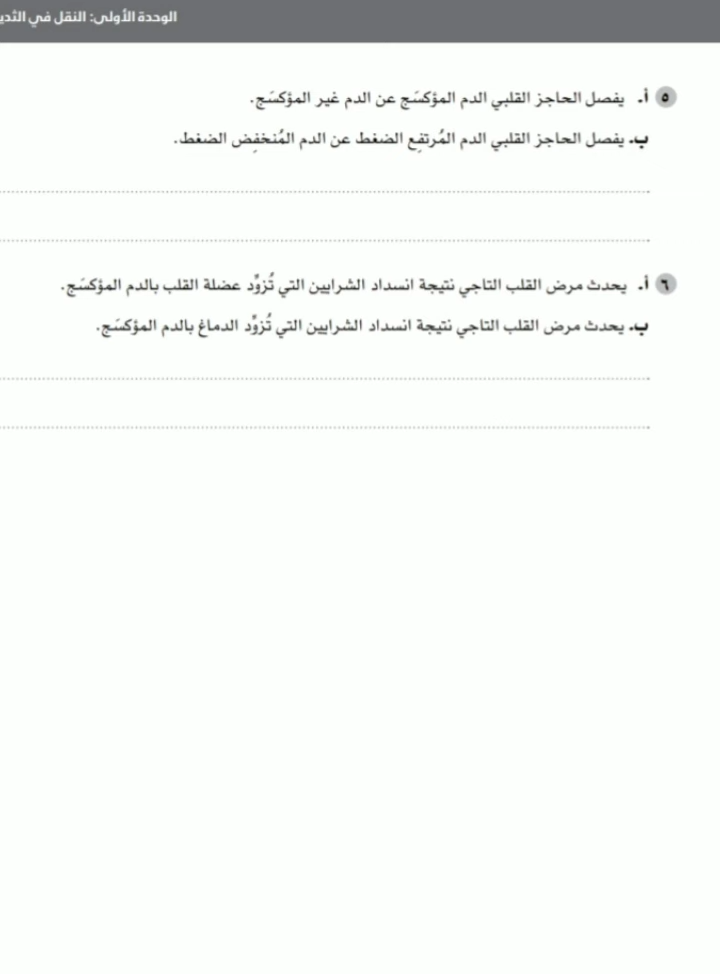 الوحدة الأولى: النقل في الثديـ
٥ أ. يفصل الحاجز القلبي الدم المؤكسَج عن الدم غير المؤكسَج.
ب. يفصل الحاجز القلبي الدم المُرتفِع الضغط عن الدم المُنخفِض الضغط.
٦ أ. يحدث مرض القلب التاجي نتيجة انسداد الشرايين التي تُزوِّد عضلة القلب بالدم المؤكسَج.
ب. يحدث مرض القلب التاجي نتيجة انسداد الشرايين التي تُزوِّد الدماغ بالدم المؤكسَج.